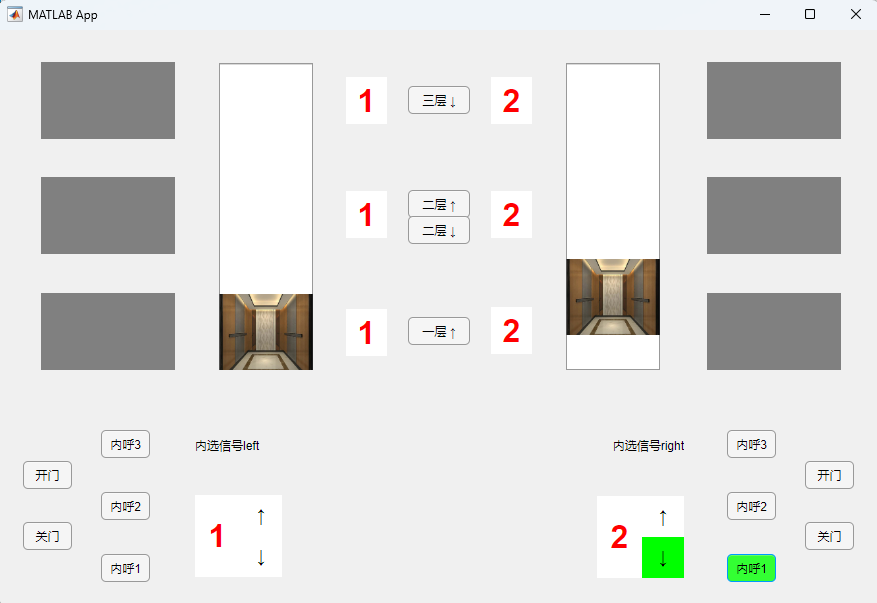 MATLAB App
1 三层↓ 2
1 二层↑ 2
二层↓
1 一层↑ 2
内呼3 内选信号left 内选信号right 内呼3
开门 开门
内呼2 内呼2
1 ↑ 2 ↑
关门 关门
↓ ↓
内呼1 内呼1